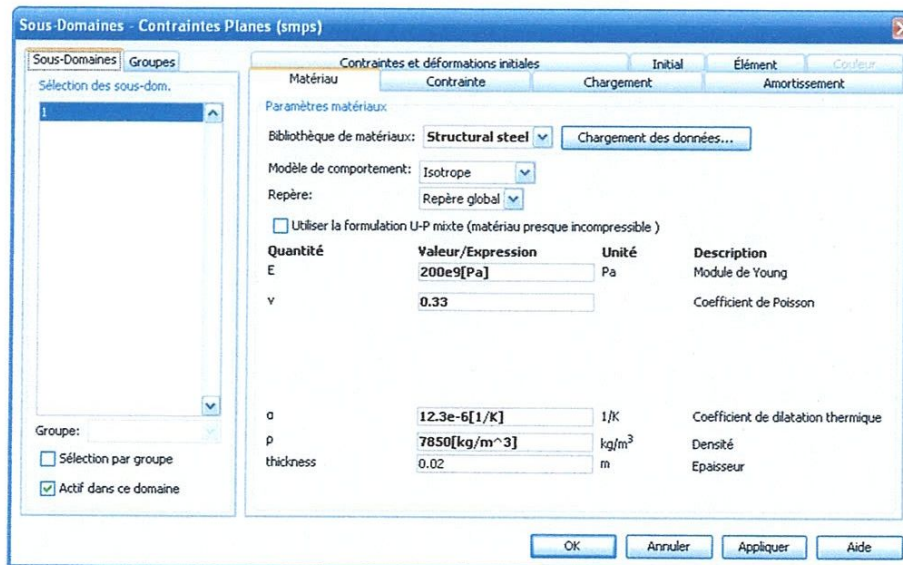 Sous-Domaines - Contraintes Planes (smps)
Sous-Domaines Groupes
Sélection des sous-dom.
1
Groupe:
Sélection par groupe
Actif dans ce domaine
Contraintes et déformations initiales Initial Élément Couleur
Matériau Contrainte Chargement Amortissement
Paramètres matériaux
Bibliothèque de matériaux: Structural steel Chargement des données...
Modèle de comportement: Isotrope
Repère: Repère global
Utiliser la formulation U-P mixte (matériau presque incompressible )
Quantité Valeur/Expression Unité Description
E 200e9[Pa] Pa Module de Young
ν 0.33 Coefficient de Poisson
α 12.3e-6[1/K] 1/K Coefficient de dilatation thermique
ρ 7850[kg/m^3] kg/m³ Densité
thickness 0.02 m Epaisseur
OK Annuler Appliquer Aide